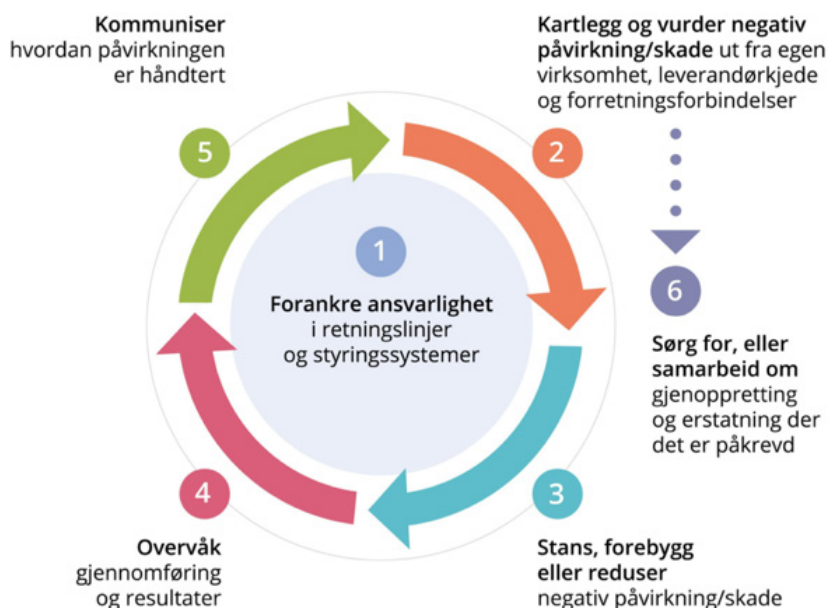 Kommuniser
hvordan påvirkningen
er håndtert
5
Kartlegg og vurder negativ
påvirkning/skade ut fra egen
virksomhet, leverandørkjede
og forretningsforbindelser
2
1
Forankre ansvarlighet
i retningslinjer
og styringssystemer
6
Sørg for, eller
samarbeid om
gjenoppretting
og erstatning der
det er påkrevd
4
Overvåk
gjennomføring
og resultater
3
Stans, forebygg
eller reduser
negativ påvirkning/skade